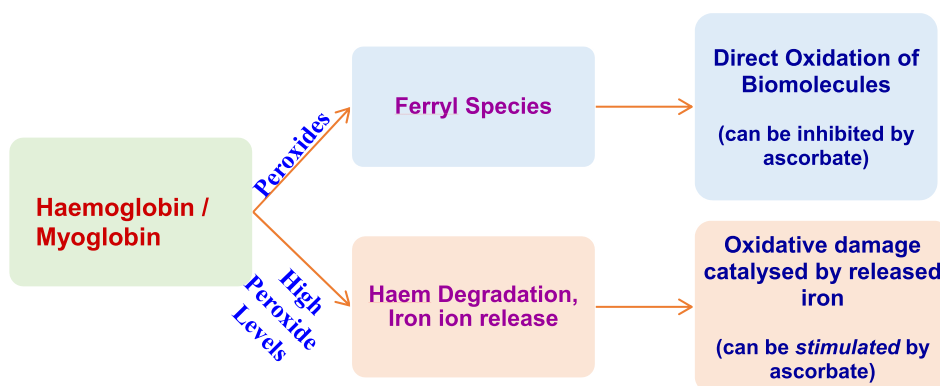 Haemoglobin /
Myoglobin
Peroxides
High
Peroxide
Levels
Ferryl Species
Haem Degradation,
Iron ion release
Direct Oxidation of
Biomolecules
(can be inhibited by
ascorbate)
Oxidative damage
catalysed by released
iron
(can be stimulated by
ascorbate)